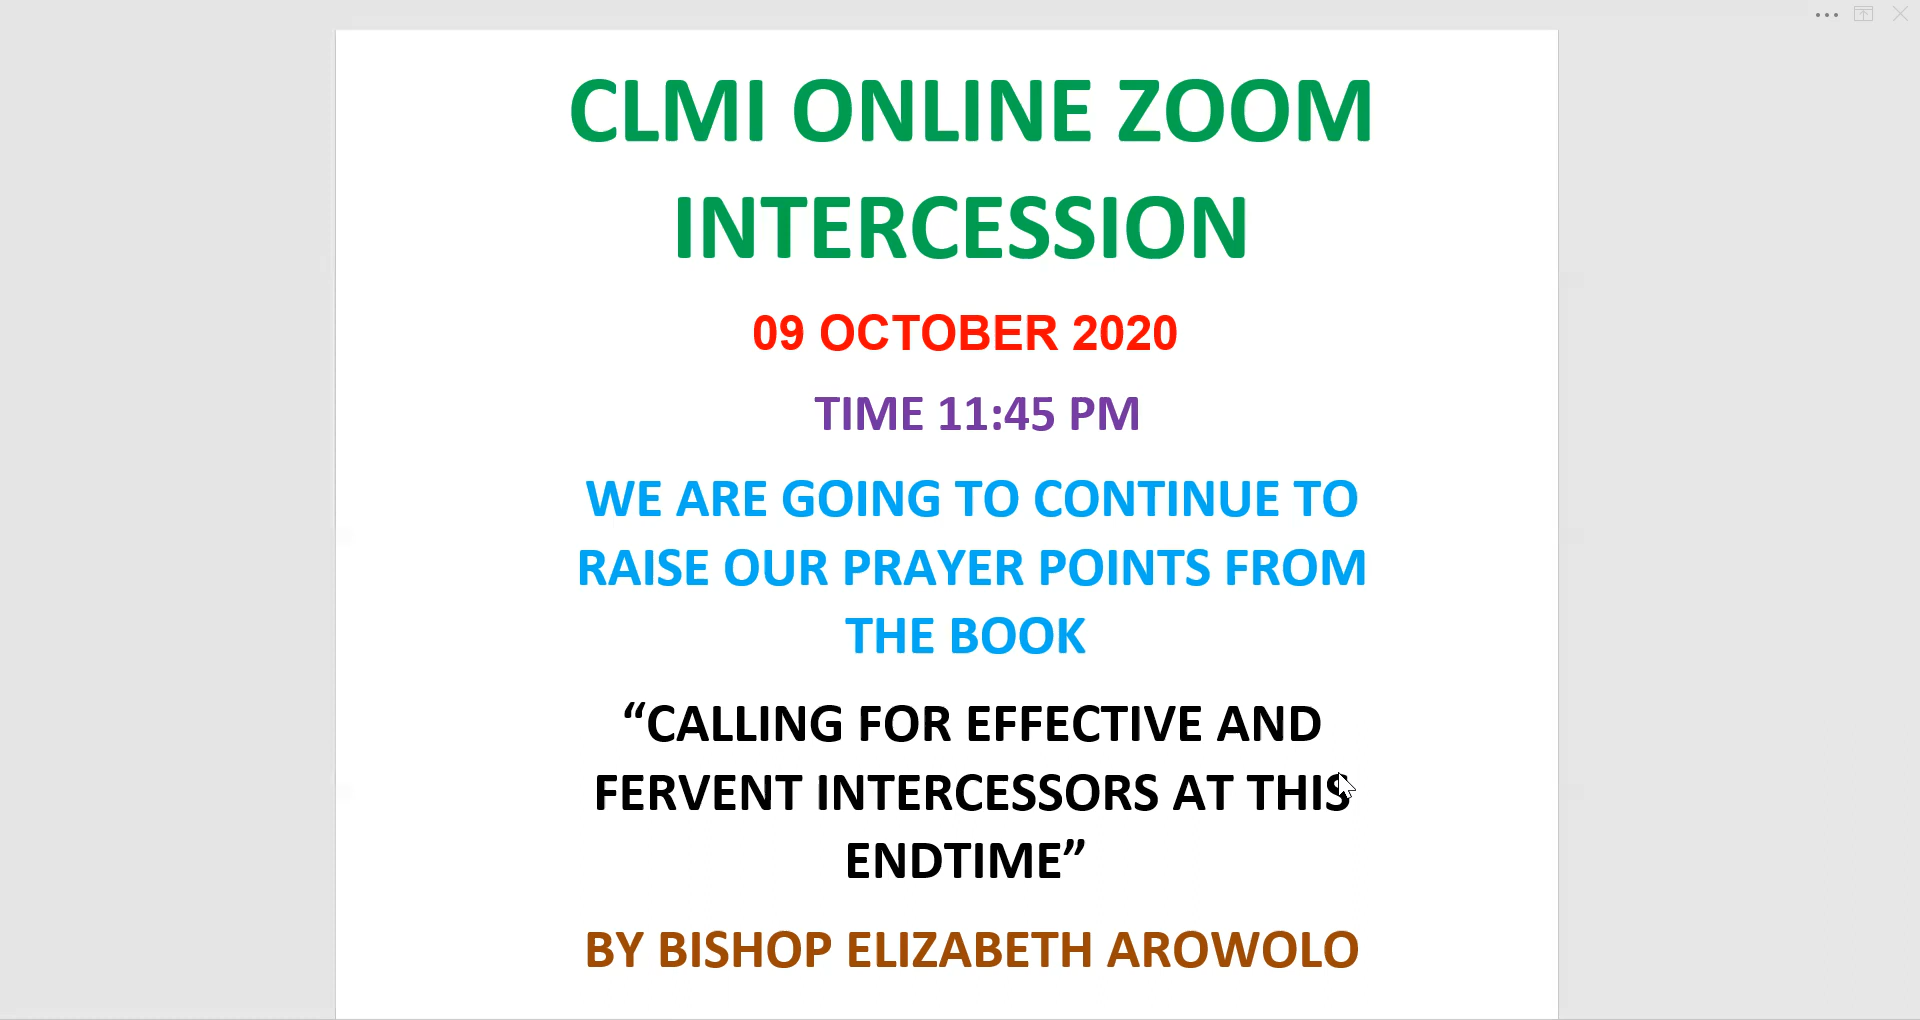 CLMI ONLINE ZOOM
INTERCESSION
09 OCTOBER 2020
TIME 11:45 PM
WE ARE GOING TO CONTINUE TO
RAISE OUR PRAYER POINTS FROM
THE BOOK
“CALLING FOR EFFECTIVE AND
FERVENT INTERCESSORS AT THIS
ENDTIME”
BY BISHOP ELIZABETH AROWOLO